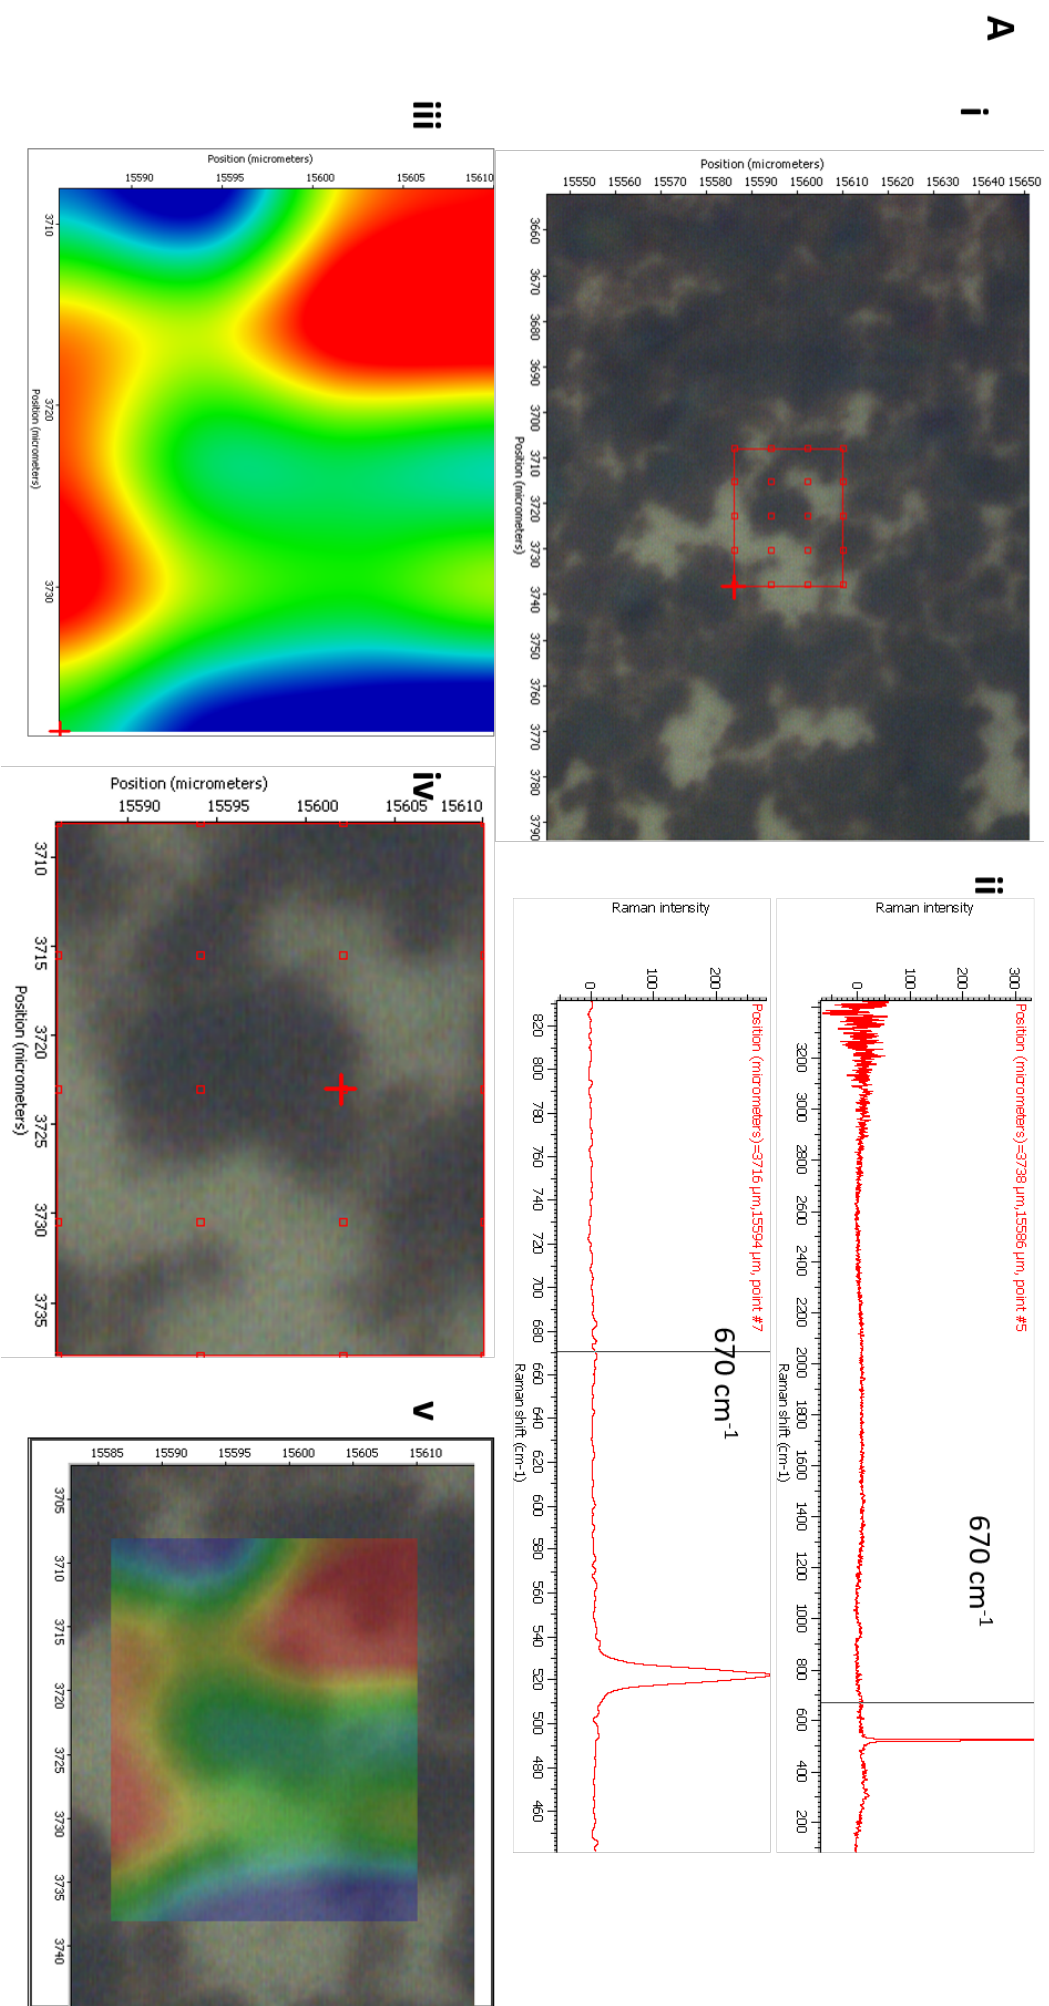 A
i
Position (micrometers)
15550 15560 15570 15580 15590 15600 15610 15620 15630 15640 15650
3660 3670 3680 3690 3700 3710 3720 3730 3740 3750 3760 3770 3780 3790
Position (micrometers)
ii
Raman intensity
0 100 200 300
Position (micrometers)=3738 µm,15586 µm, point #5
670 cm-1
3200 3000 2800 2600 2400 2200 2000 1800 1600 1400 1200 1000 800 600 400 200
Raman shift (cm-1)
Raman intensity
0 100 200
Position (micrometers)=3716 µm,15594 µm, point #7
670 cm-1
820 800 780 760 740 720 700 680 660 640 620 600 580 560 540 520 500 480 460
Raman shift (cm-1)
iii
Position (micrometers)
15590 15595 15600 15605 15610
3710 3720 3730
Position (micrometers)
iv
Position (micrometers)
15590 15595 15600 15605 15610
3710 3715 3720 3725 3730 3735
Position (micrometers)
v
15585 15590 15595 15600 15605 15610
3705 3710 3715 3720 3725 3730 3735 3740